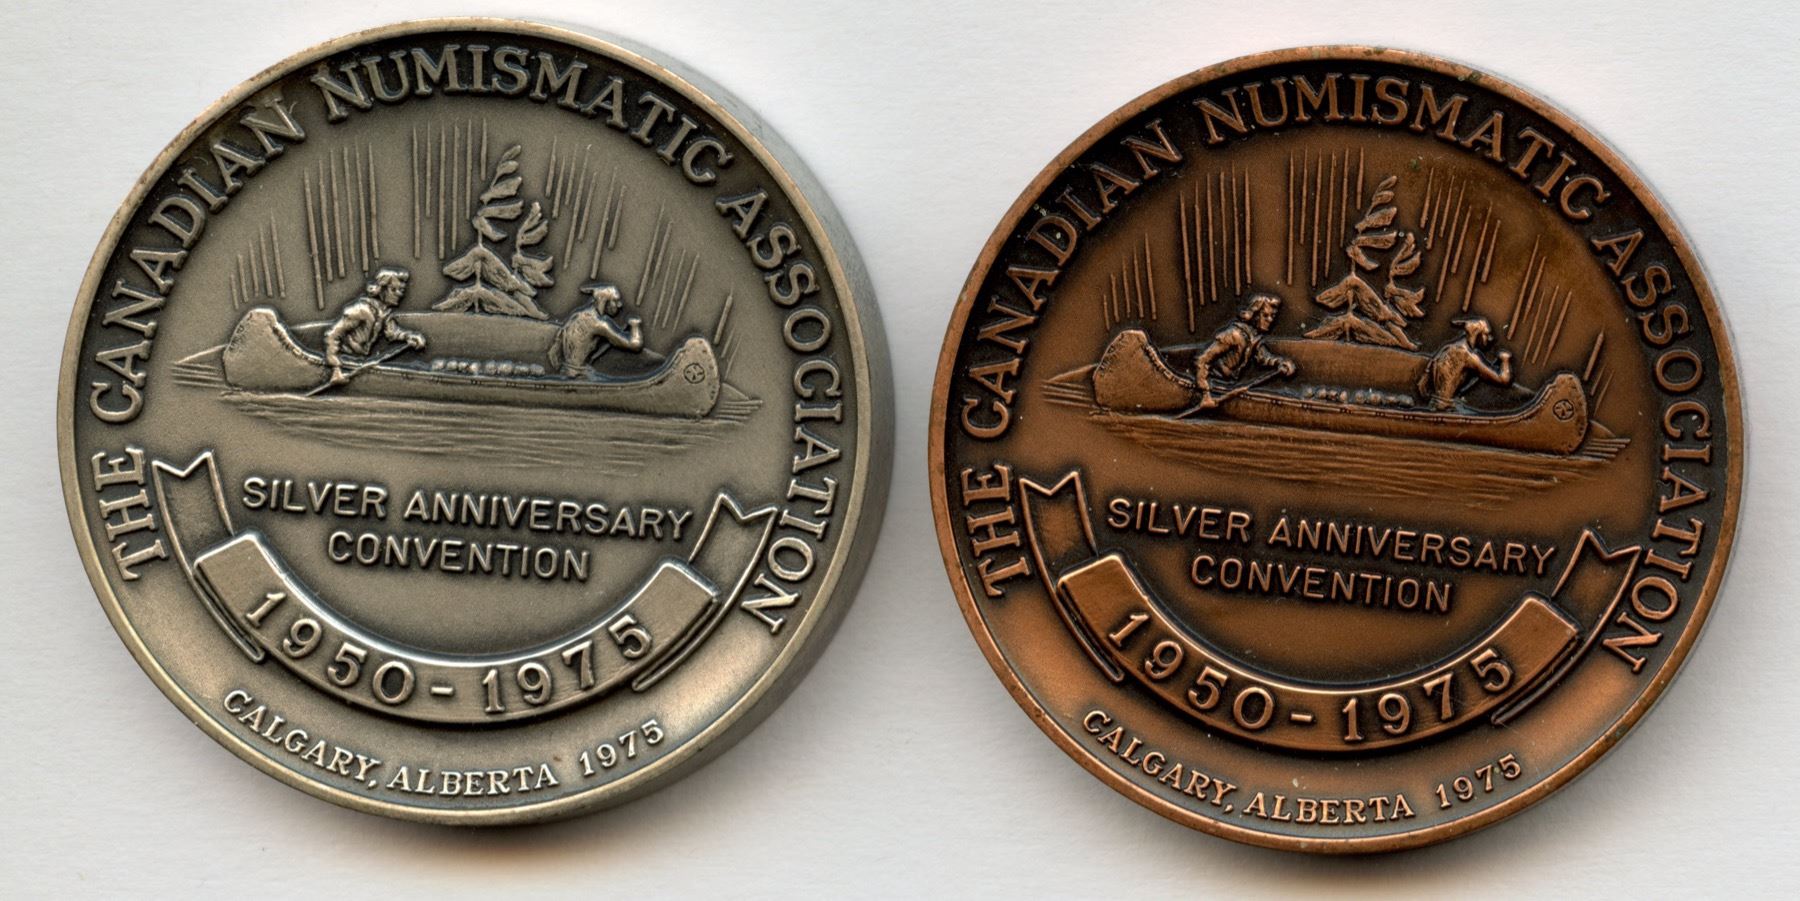 THE CANADIAN NUMISMATIC ASSOCIATION
SILVER ANNIVERSARY
CONVENTION
1950-1975
CALGARY, ALBERTA 1975
THE CANADIAN NUMISMATIC ASSOCIATION
SILVER ANNIVERSARY
CONVENTION
1950-1975
CALGARY, ALBERTA 1975